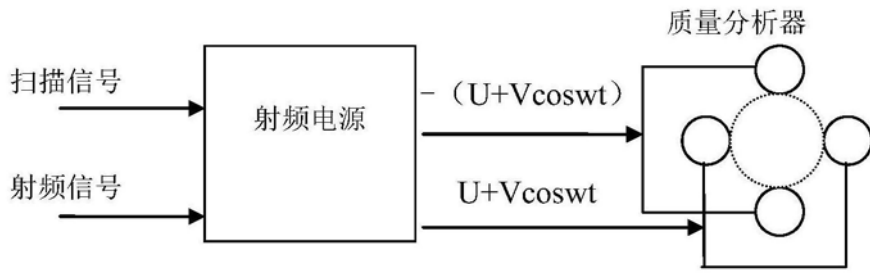 质量分析器
扫描信号
-（U+Vcoswt）
射频电源
射频信号
U+Vcoswt